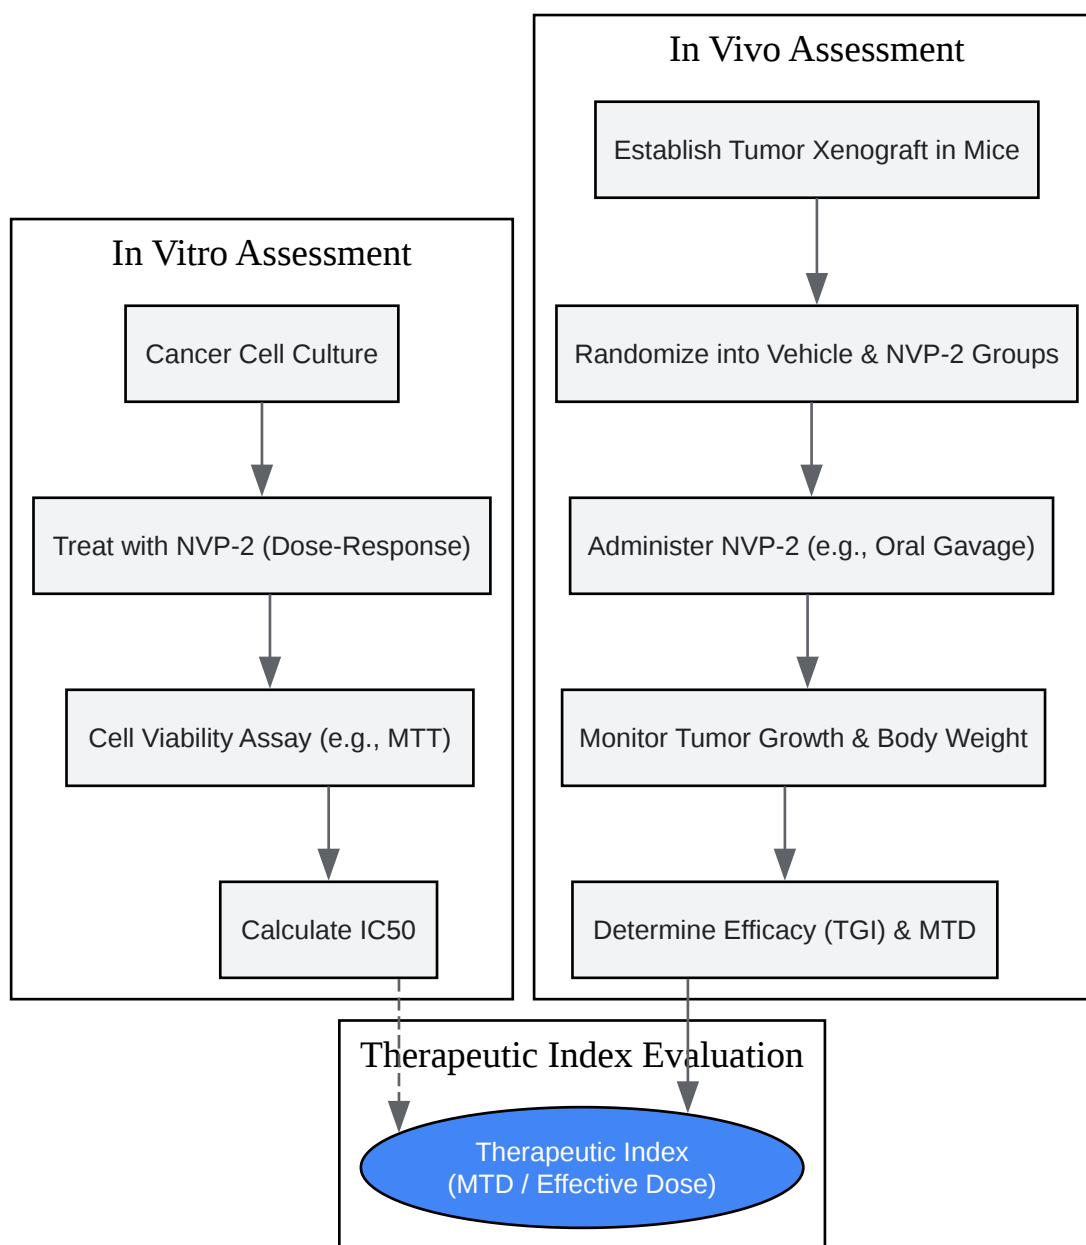 In Vitro Assessment
Cancer Cell Culture
Treat with NVP-2 (Dose-Response)
Cell Viability Assay (e.g., MTT)
Calculate IC50
In Vivo Assessment
Establish Tumor Xenograft in Mice
Randomize into Vehicle & NVP-2 Groups
Administer NVP-2 (e.g., Oral Gavage)
Monitor Tumor Growth & Body Weight
Determine Efficacy (TGI) & MTD
Therapeutic Index Evaluation
Therapeutic Index
(MTD / Effective Dose)